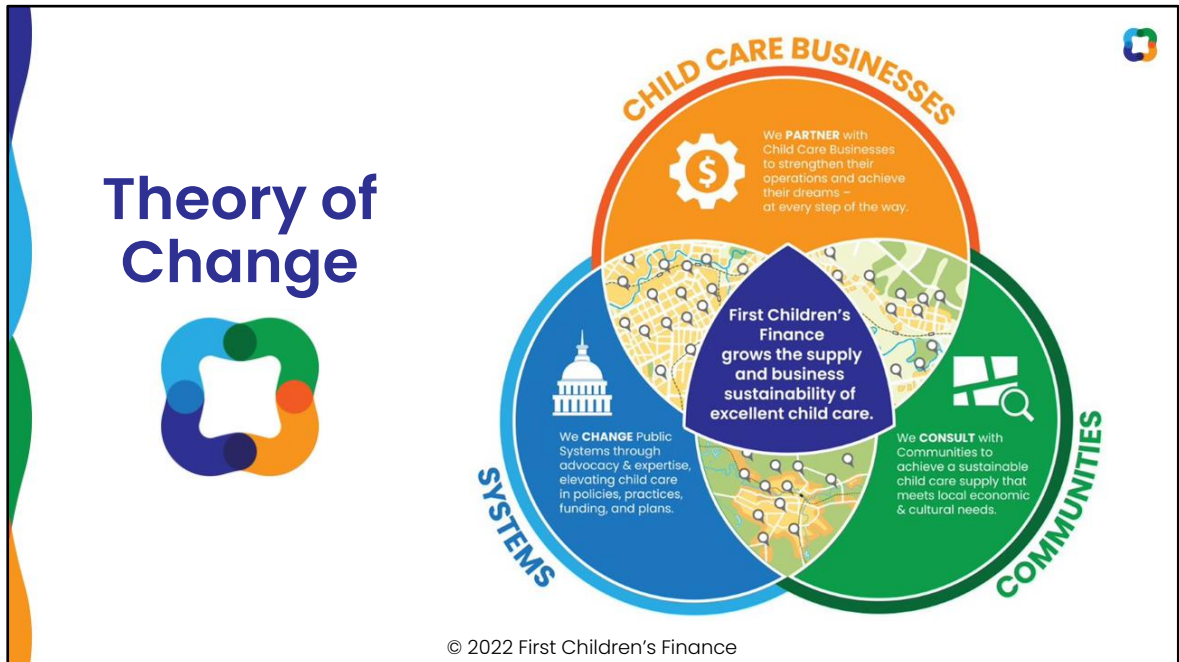 Theory of
Change
CHILD CARE BUSINESSES
We PARTNER with
Child Care Businesses
to strengthen their
operations and achieve
their dreams –
at every step of the way.
$
First Children's
Finance
grows the supply
and business
sustainability of
excellent child care.
We CHANGE Public
Systems through
advocacy & expertise,
elevating child care
in policies, practices,
funding, and plans.
SYSTEMS
We CONSULT with
Communities to
achieve a sustainable
child care supply that
meets local economic
& cultural needs.
COMMUNITIES
© 2022 First Children's Finance